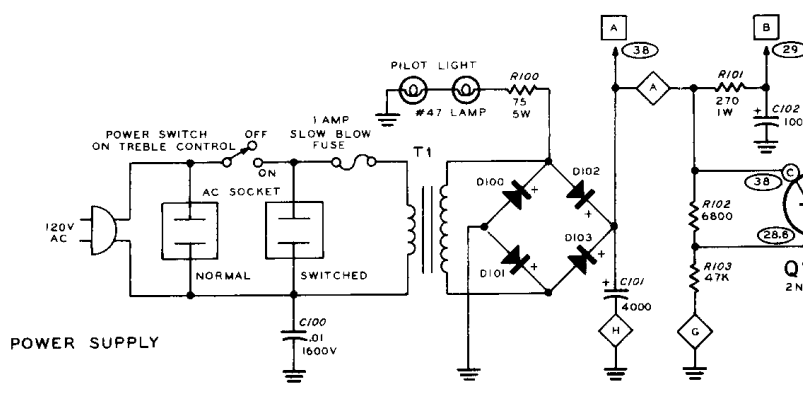 A
38
B
29
PILOT LIGHT
R100
75
5W
#47 LAMP
A
R101
270
1W
+ C102
100
1 AMP
SLOW BLOW
FUSE
POWER SWITCH
ON TREBLE CONTROL
OFF
ON
T1
AC SOCKET
D100
+
D102
+
C
38
R102
6800
120V
AC
28.6
D101
+
D103
+
NORMAL
SWITCHED
R103
47K
Q
2N
+ C101
4000
C100
.01
1600V
H
G
POWER SUPPLY